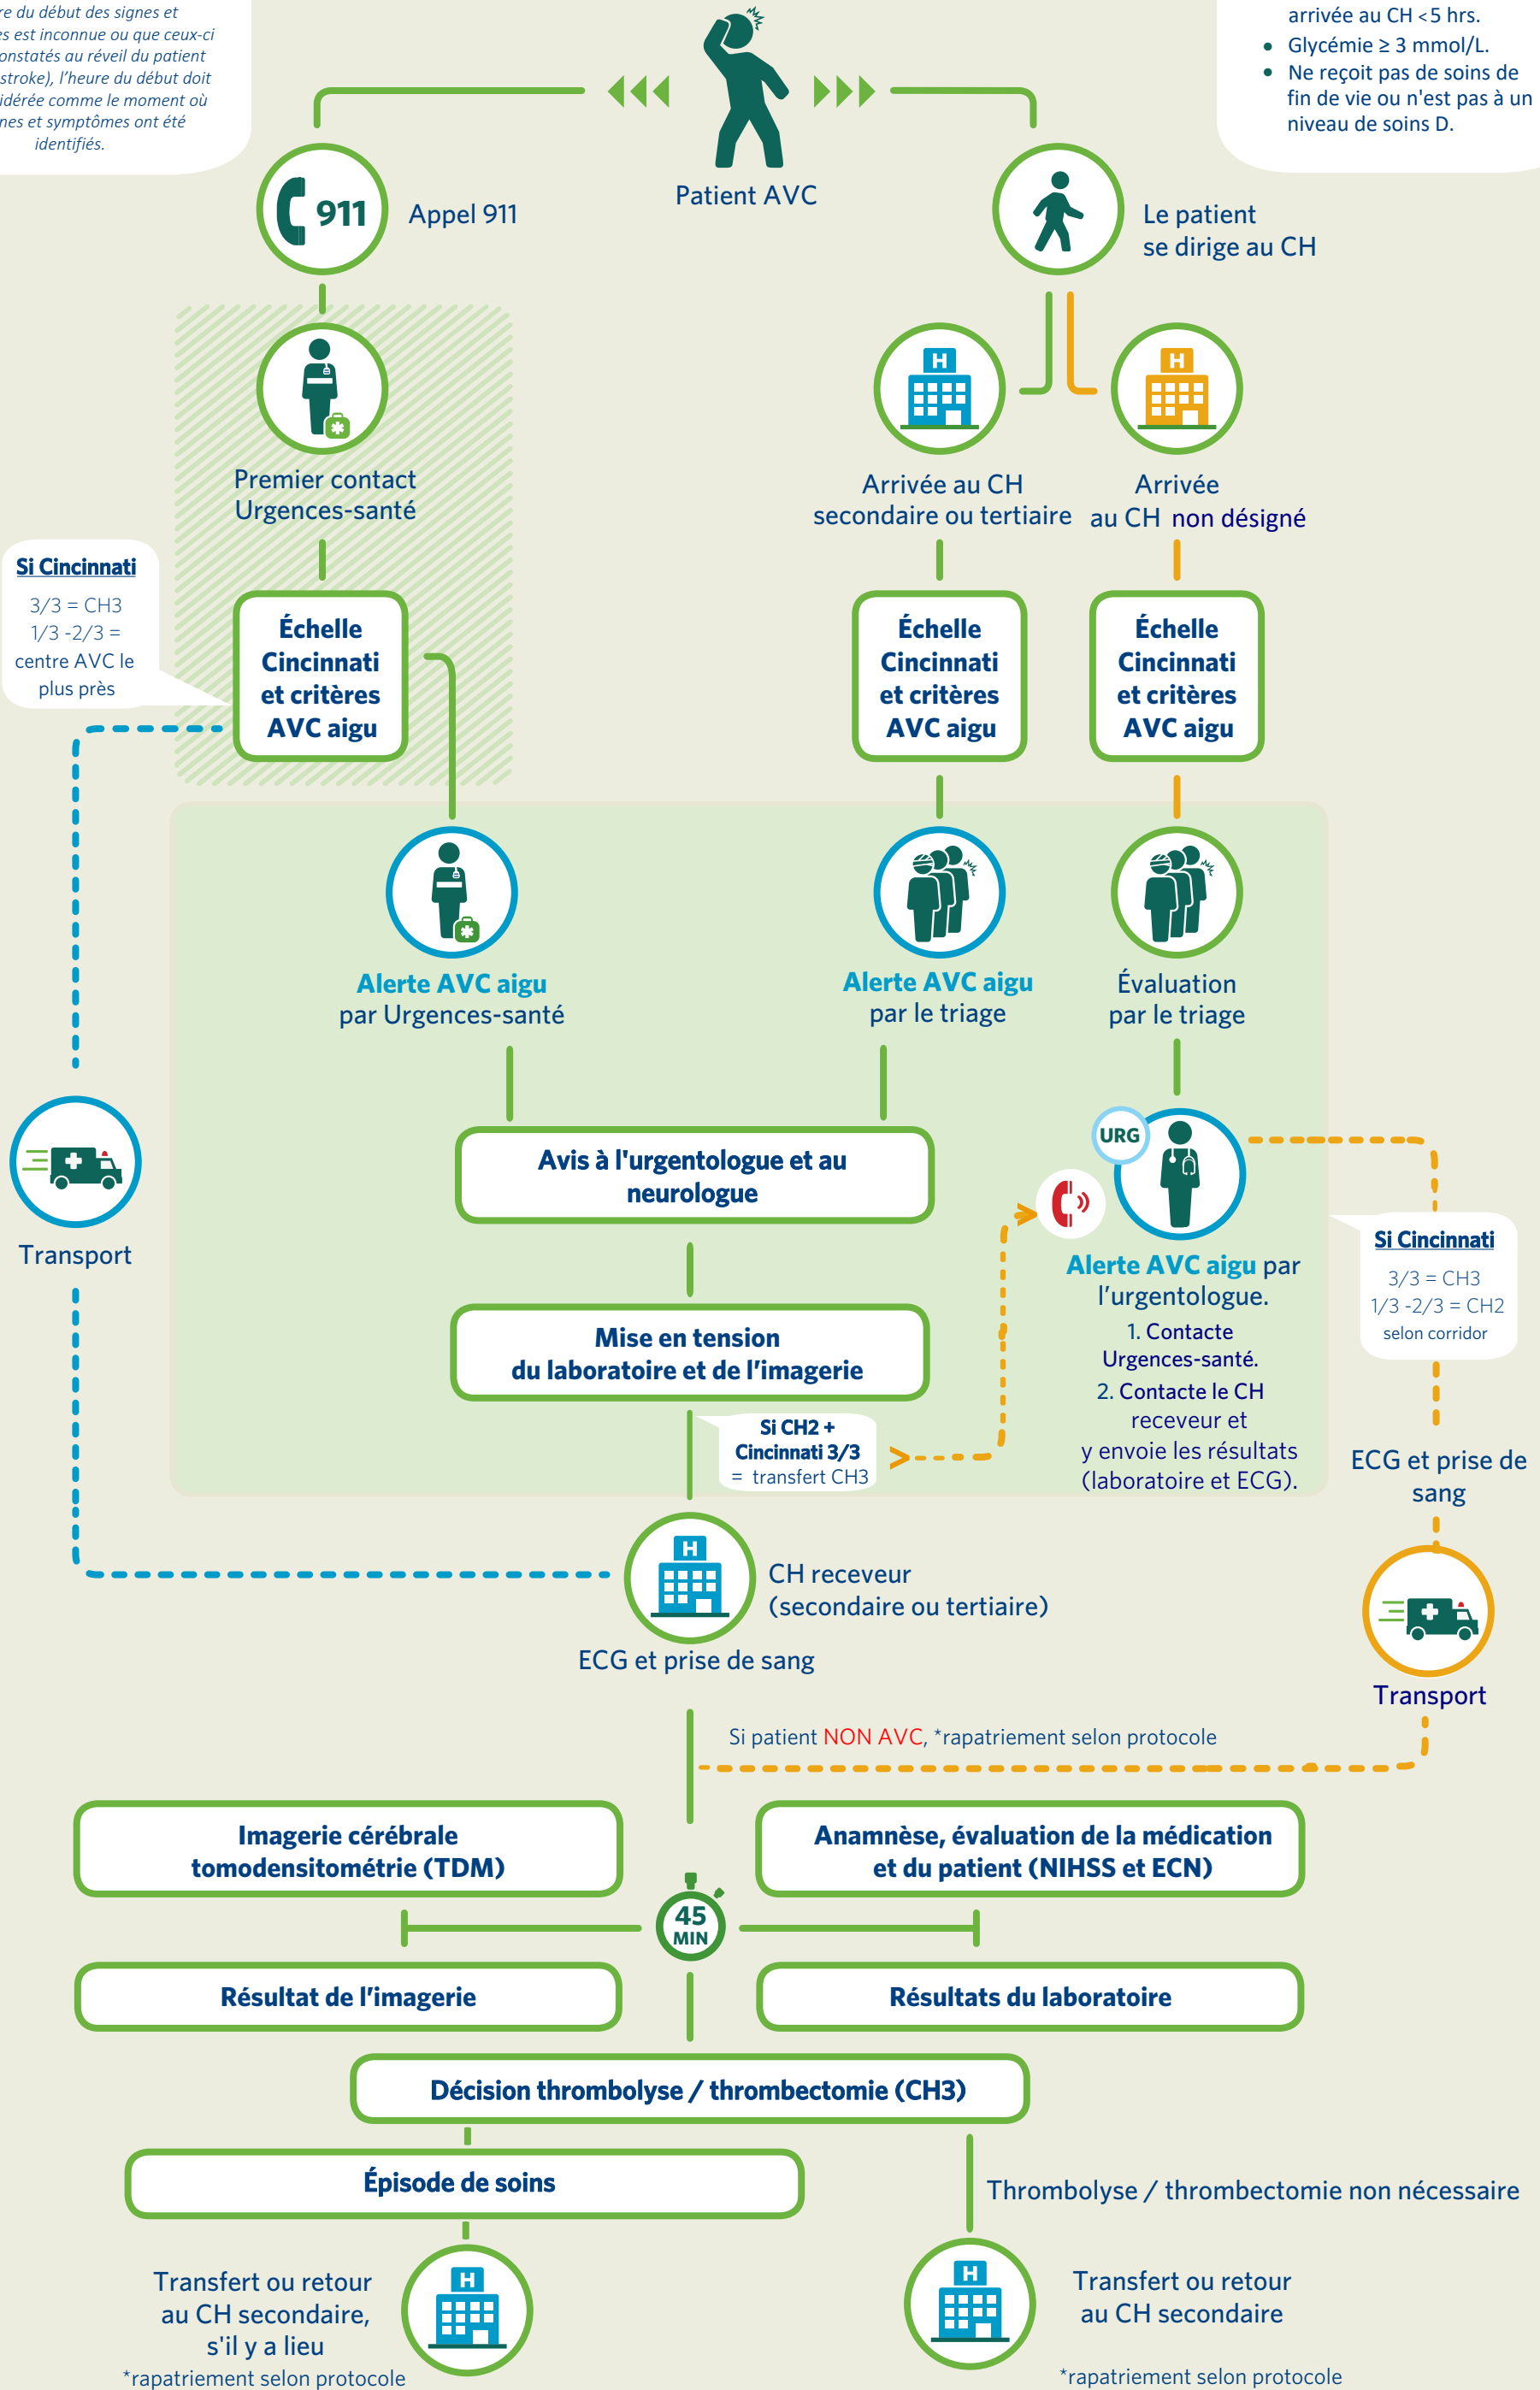 re du début des signes et
es est inconnue ou que ceux-ci
onstatés au réveil du patient
stroke), l'heure du début doit
idérée comme le moment où
nes et symptômes ont été
identifiés.
arrivée au CH <5 hrs.
• Glycémie ≥ 3 mmol/L.
• Ne reçoit pas de soins de
fin de vie ou n'est pas à un
niveau de soins D.
Patient AVC
911
Appel 911
Le patient
se dirige au CH
Premier contact
Urgences-santé
H
Arrivée au CH
secondaire ou tertiaire
H
Arrivée
au CH non désigné
Si Cincinnati
3/3 = CH3
1/3 -2/3 =
centre AVC le
plus près
Échelle
Cincinnati
et critères
AVC aigu
Échelle
Cincinnati
et critères
AVC aigu
Échelle
Cincinnati
et critères
AVC aigu
Alerte AVC aigu
par Urgences-santé
Alerte AVC aigu
par le triage
Évaluation
par le triage
Transport
Avis à l'urgentologue et au
neurologue
URG
Alerte AVC aigu par
l'urgentologue.
1. Contacte
Urgences-santé.
2. Contacte le CH
receveur et
y envoie les résultats
(laboratoire et ECG).
Si Cincinnati
3/3 = CH3
1/3 -2/3 = CH2
selon corridor
Mise en tension
du laboratoire et de l'imagerie
Si CH2 +
Cincinnati 3/3
= transfert CH3
ECG et prise de
sang
H
CH receveur
(secondaire ou tertiaire)
ECG et prise de sang
Transport
Si patient NON AVC, *rapatriement selon protocole
Imagerie cérébrale
tomodensitométrie (TDM)
Anamnèse, évaluation de la médication
et du patient (NIHSS et ECN)
45
MIN
Résultat de l'imagerie
Résultats du laboratoire
Décision thrombolyse / thrombectomie (CH3)
Épisode de soins
Thrombolyse / thrombectomie non nécessaire
Transfert ou retour
au CH secondaire,
s'il y a lieu
*rapatriement selon protocole
H
H
Transfert ou retour
au CH secondaire
*rapatriement selon protocole